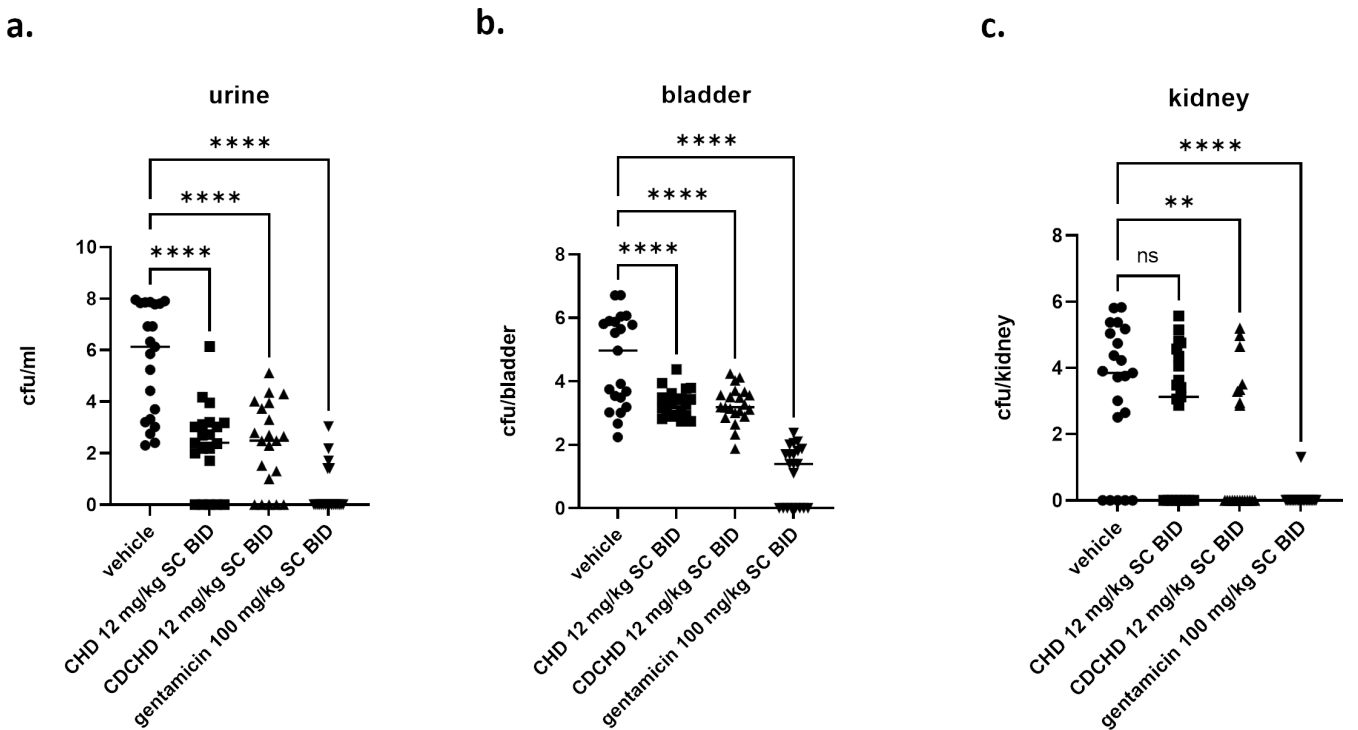 a.
urine
****
****
****
cfu/ml
10
8
6
4
2
0
vehicle
CHD 12 mg/kg SC BID
CDCHD 12 mg/kg SC BID
gentamicin 100 mg/kg SC BID
b.
bladder
****
****
****
cfu/bladder
8
6
4
2
0
vehicle
CHD 12 mg/kg SC BID
CDCHD 12 mg/kg SC BID
gentamicin 100 mg/kg SC BID
c.
kidney
****
**
ns
cfu/kidney
8
6
4
2
0
vehicle
CHD 12 mg/kg SC BID
CDCHD 12 mg/kg SC BID
gentamicin 100 mg/kg SC BID